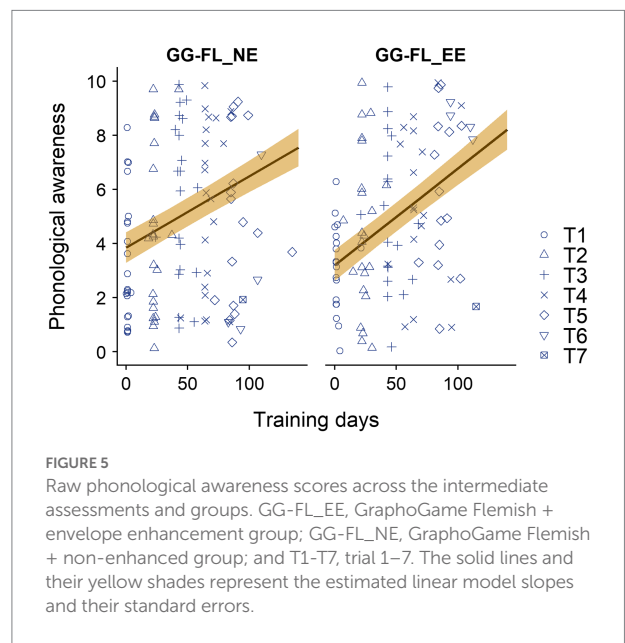 GG-FL_NE GG-FL_EE
10
8
6
4
2
0
Phonological awareness
0 50 100 0 50 100
Training days
T1
T2
T3
T4
T5
T6
T7
FIGURE 5
Raw phonological awareness scores across the intermediate
assessments and groups. GG-FL_EE, GraphoGame Flemish +
envelope enhancement group; GG-FL_NE, GraphoGame Flemish
+ non-enhanced group; and T1-T7, trial 1–7. The solid lines and
their yellow shades represent the estimated linear model slopes
and their standard errors.